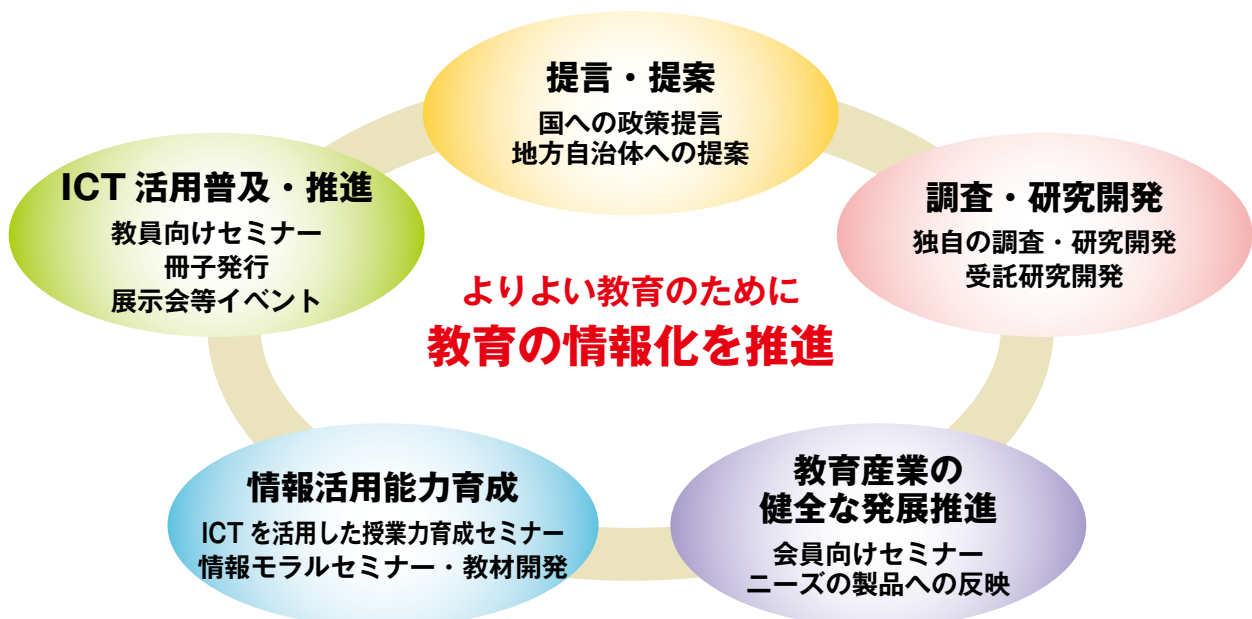 提言・提案
国への政策提言
地方自治体への提案
ICT 活用普及・推進
教員向けセミナー
冊子発行
展示会等イベント
調査・研究開発
独自の調査・研究開発
受託研究開発
よりよい教育のために
教育の情報化を推進
情報活用能力育成
ICT を活用した授業力育成セミナー
情報モラルセミナー・教材開発
教育産業の
健全な発展推進
会員向けセミナー
ニーズの製品への反映